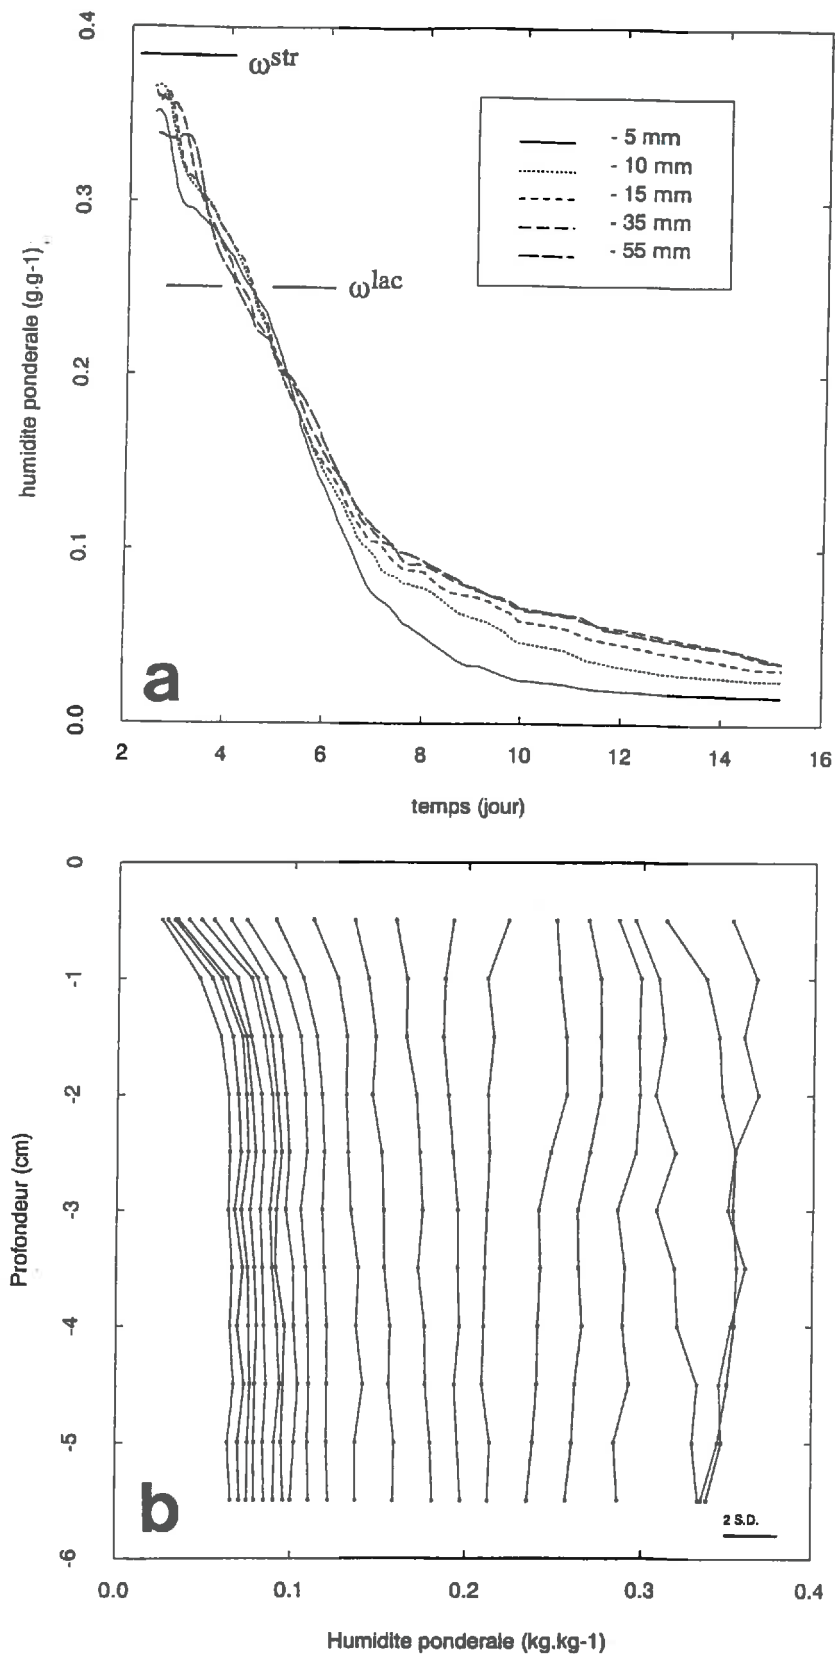 0.4
ω^str
- 5 mm
- 10 mm
- 15 mm
- 35 mm
- 55 mm
0.3
humidite ponderale (g.g-1)
ω^lac
0.2
0.1
a
0.0
2 4 6 8 10 12 14 16
temps (jour)
0
-1
-2
Profondeur (cm)
-3
-4
-5
b
2 S.D.
-6
0.0 0.1 0.2 0.3 0.4
Humidite ponderale (kg.kg-1)